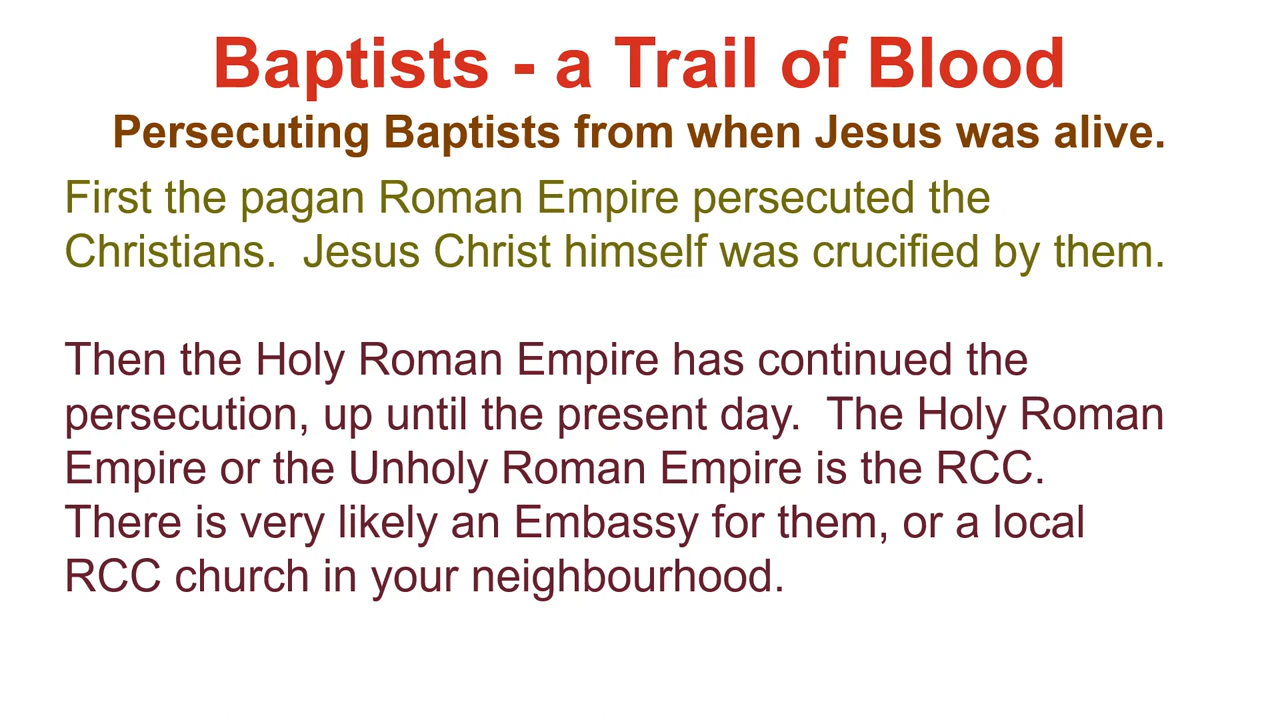 Baptists - a Trail of Blood
Persecuting Baptists from when Jesus was alive.
First the pagan Roman Empire persecuted the
Christians.  Jesus Christ himself was crucified by them.
Then the Holy Roman Empire has continued the
persecution, up until the present day.  The Holy Roman
Empire or the Unholy Roman Empire is the RCC.
There is very likely an Embassy for them, or a local
RCC church in your neighbourhood.